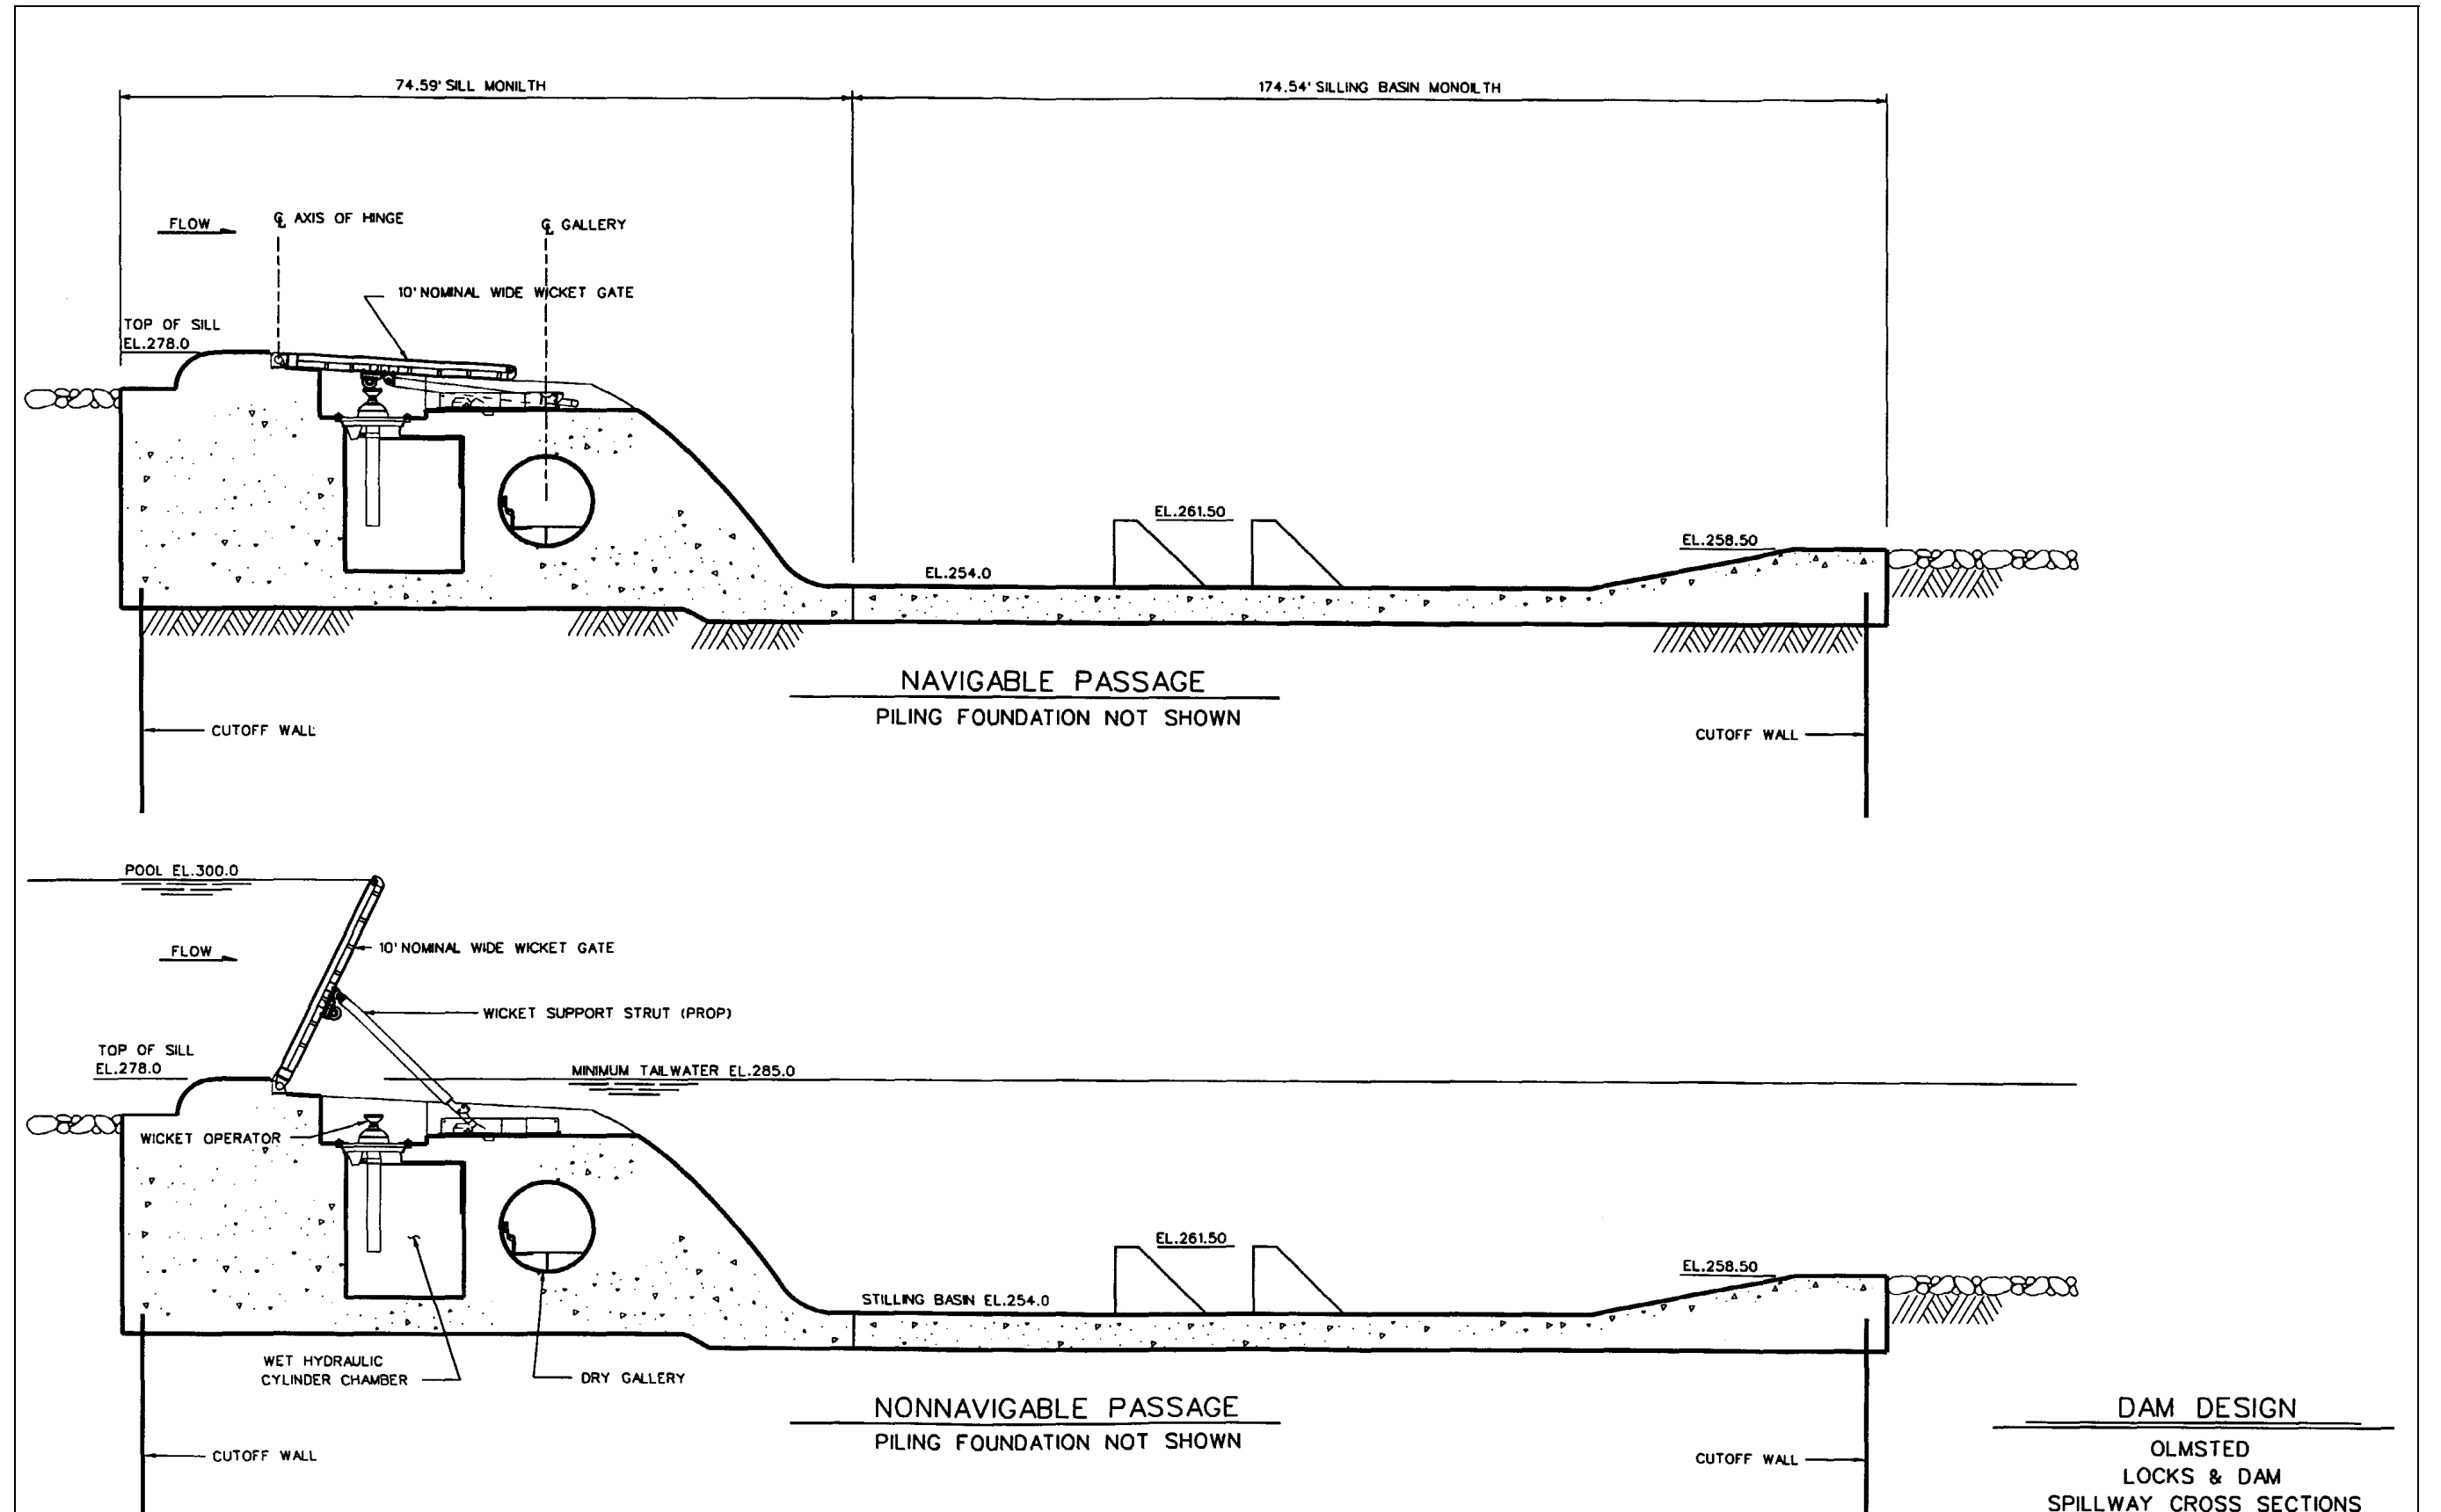 74.59' SILL MONILTH
174.54' SILLING BASIN MONOILTH
FLOW
℄ AXIS OF HINGE
℄ GALLERY
10' NOMINAL WIDE WICKET GATE
TOP OF SILL
EL.278.0
EL.261.50
EL.258.50
EL.254.0
NAVIGABLE PASSAGE
PILING FOUNDATION NOT SHOWN
CUTOFF WALL
CUTOFF WALL
POOL EL.300.0
FLOW
10' NOMINAL WIDE WICKET GATE
WICKET SUPPORT STRUT (PROP)
TOP OF SILL
EL.278.0
MINIMUM TAILWATER EL.285.0
WICKET OPERATOR
EL.261.50
EL.258.50
STILLING BASIN EL.254.0
WET HYDRAULIC
CYLINDER CHAMBER
DRY GALLERY
NONNAVIGABLE PASSAGE
PILING FOUNDATION NOT SHOWN
CUTOFF WALL
CUTOFF WALL
DAM DESIGN
OLMSTED
LOCKS & DAM
SPILLWAY CROSS SECTIONS